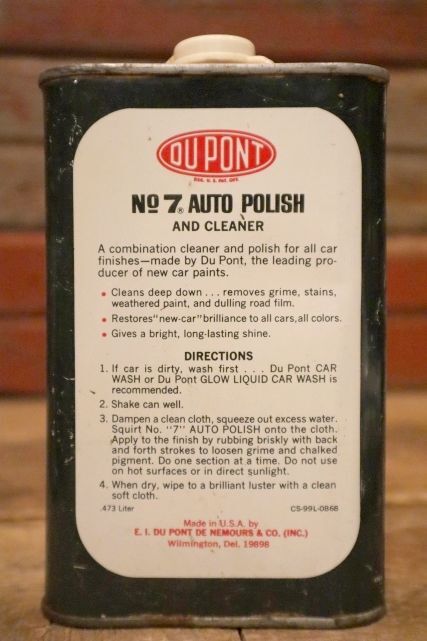 DU PONT
REG. U. S. PAT. OFF.
No 7® AUTO POLISH
AND CLEANER
A combination cleaner and polish for all car
finishes—made by Du Pont, the leading pro-
ducer of new car paints.
• Cleans deep down . . . removes grime, stains,
weathered paint, and dulling road film.
• Restores "new-car" brilliance to all cars, all colors.
• Gives a bright, long-lasting shine.
DIRECTIONS
1. If car is dirty, wash first . . . Du Pont CAR
WASH or Du Pont GLOW LIQUID CAR WASH is
recommended.
2. Shake can well.
3. Dampen a clean cloth, squeeze out excess water.
Squirt No. "7" AUTO POLISH onto the cloth.
Apply to the finish by rubbing briskly with back
and forth strokes to loosen grime and chalked
pigment. Do one section at a time. Do not use
on hot surfaces or in direct sunlight.
4. When dry, wipe to a brilliant luster with a clean
soft cloth.
.473 Liter CS-99L-0868
Made in U.S.A. by
E. I. DU PONT DE NEMOURS & CO. (INC.)
Wilmington, Del. 19898